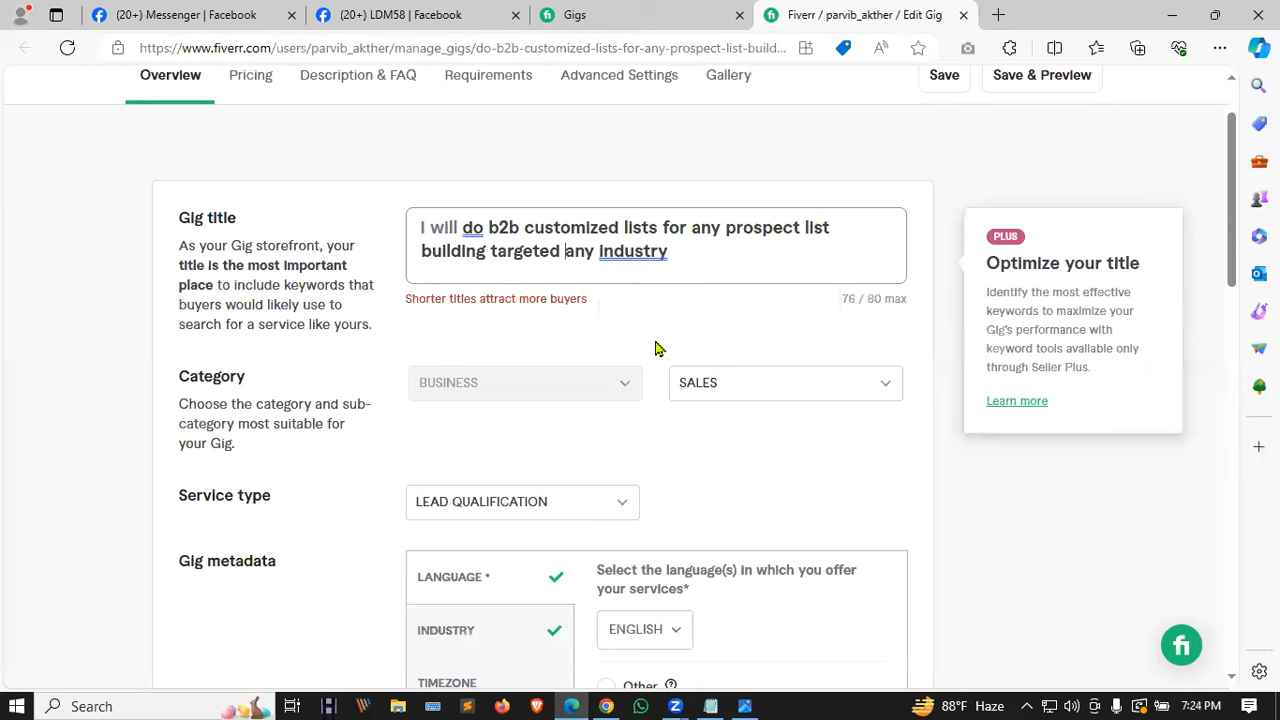 (20+) Messenger | Facebook
(20+) LDM58 | Facebook
Gigs
Fiverr / parvib_akther / Edit Gig
https://www.fiverr.com/users/parvib_akther/manage_gigs/do-b2b-customized-lists-for-any-prospect-list-build...
Overview
Pricing
Description & FAQ
Requirements
Advanced Settings
Gallery
Save
Save & Preview
Gig title
As your Gig storefront, your
title is the most important
place to include keywords that
buyers would likely use to
search for a service like yours.
I will do b2b customized lists for any prospect list
building targeted any industry
Shorter titles attract more buyers
76 / 80 max
PLUS
Optimize your title
Identify the most effective
keywords to maximize your
Gig's performance with
keyword tools available only
through Seller Plus.
Learn more
Category
Choose the category and sub-
category most suitable for
your Gig.
BUSINESS
SALES
Service type
LEAD QUALIFICATION
Gig metadata
LANGUAGE *
INDUSTRY
TIMEZONE
Select the language(s) in which you offer
your services*
ENGLISH
Other
fi
Search
88°F Haze
7:24 PM